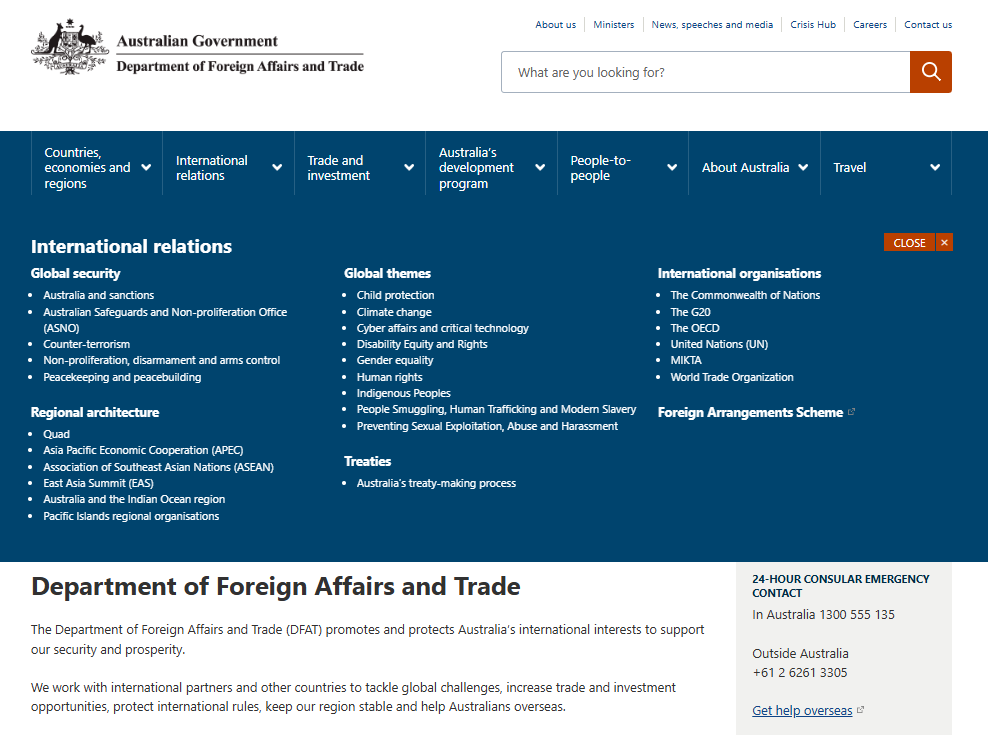 About us
Ministers
News, speeches and media
Crisis Hub
Careers
Contact us
Australian Government
Department of Foreign Affairs and Trade
What are you looking for?
Countries,
economies and
regions
International
relations
Trade and
investment
Australia's
development
program
People-to-
people
About Australia
Travel
International relations
CLOSE ×
Global security
Australia and sanctions
Australian Safeguards and Non-proliferation Office
(ASNO)
Counter-terrorism
Non-proliferation, disarmament and arms control
Peacekeeping and peacebuilding
Regional architecture
Quad
Asia Pacific Economic Cooperation (APEC)
Association of Southeast Asian Nations (ASEAN)
East Asia Summit (EAS)
Australia and the Indian Ocean region
Pacific Islands regional organisations
Global themes
Child protection
Climate change
Cyber affairs and critical technology
Disability Equity and Rights
Gender equality
Human rights
Indigenous Peoples
People Smuggling, Human Trafficking and Modern Slavery
Preventing Sexual Exploitation, Abuse and Harassment
Treaties
Australia's treaty-making process
International organisations
The Commonwealth of Nations
The G20
The OECD
United Nations (UN)
MIKTA
World Trade Organization
Foreign Arrangements Scheme
Department of Foreign Affairs and Trade
The Department of Foreign Affairs and Trade (DFAT) promotes and protects Australia's international interests to support
our security and prosperity.
We work with international partners and other countries to tackle global challenges, increase trade and investment
opportunities, protect international rules, keep our region stable and help Australians overseas.
24-HOUR CONSULAR EMERGENCY
CONTACT
In Australia 1300 555 135
Outside Australia
+61 2 6261 3305
Get help overseas